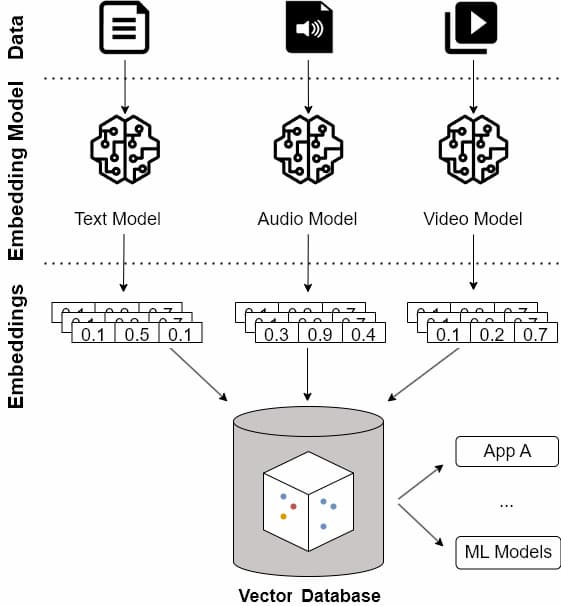 Data
Embedding Model
Text Model
Audio Model
Video Model
Embeddings
0.1 0.5 0.1
0.3 0.9 0.4
0.1 0.2 0.7
App A
...
ML Models
Vector Database